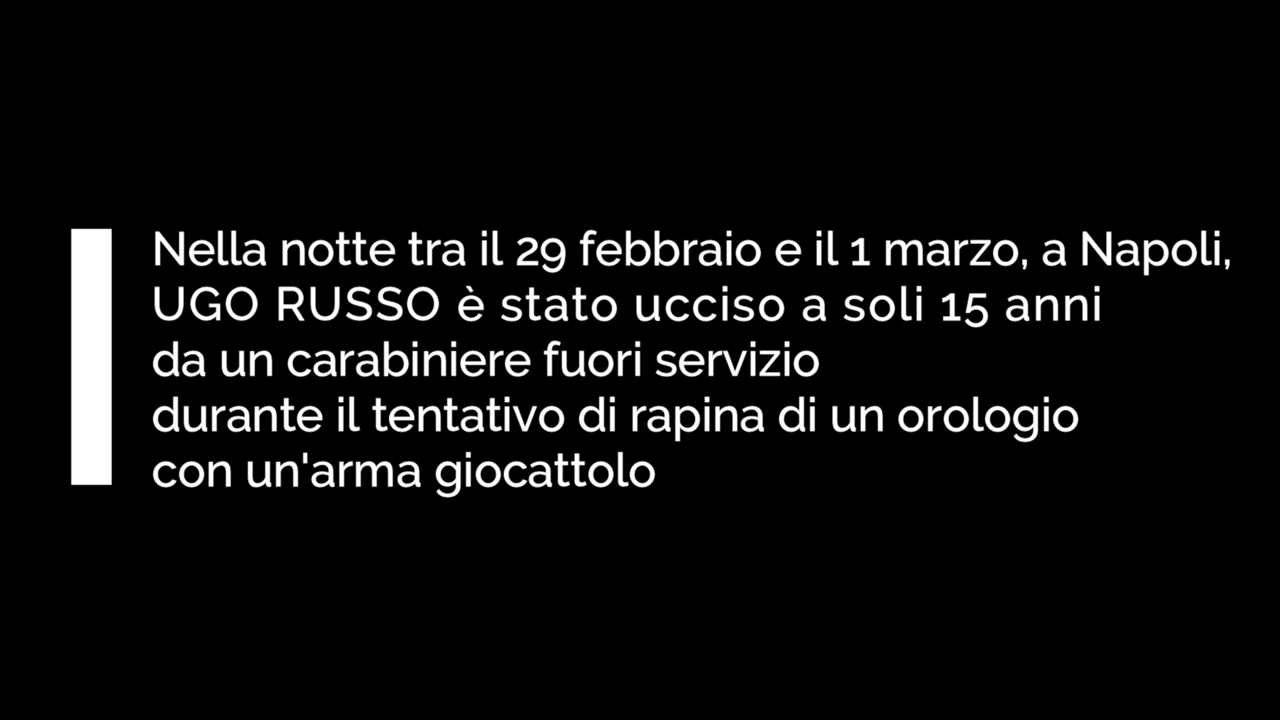 Nella notte tra il 29 febbraio e il 1 marzo, a Napoli,
UGO RUSSO è stato ucciso a soli 15 anni
da un carabiniere fuori servizio
durante il tentativo di rapina di un orologio
con un'arma giocattolo